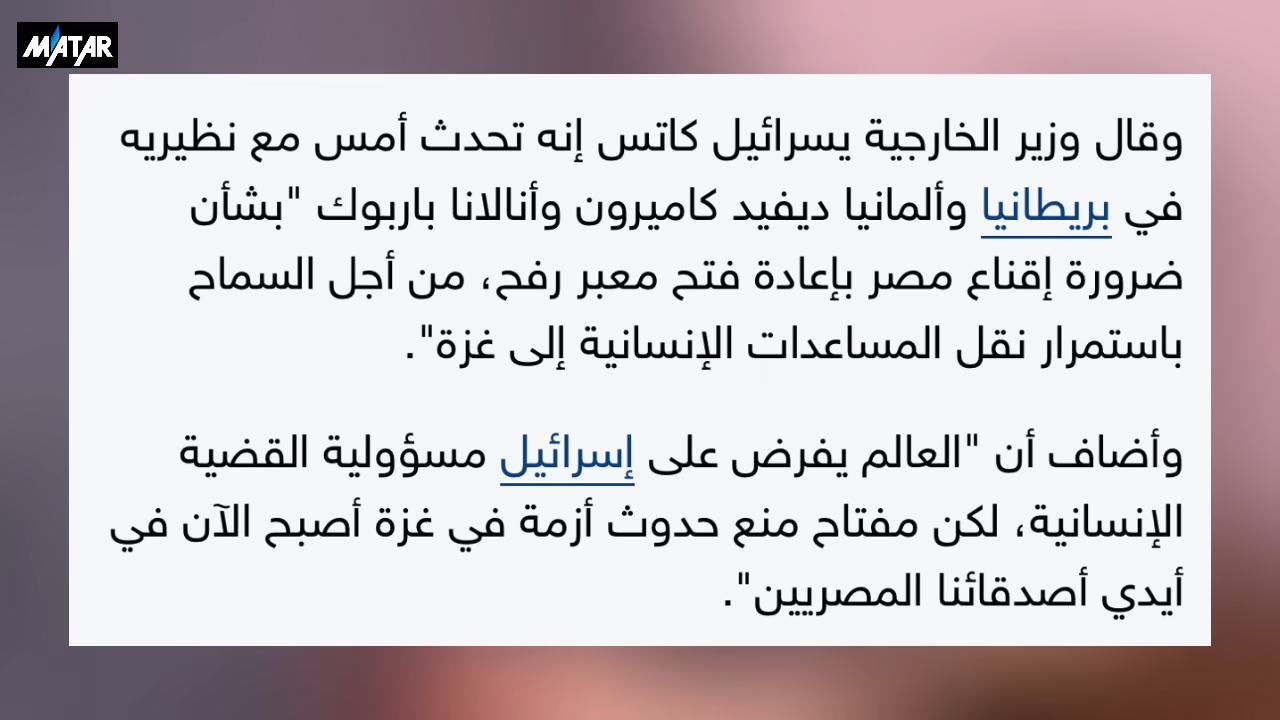 MATAR
وقال وزير الخارجية يسرائيل كاتس إنه تحدث أمس مع نظيريه
في بريطانيا وألمانيا ديفيد كاميرون وأنالانا باربوك "بشأن
ضرورة إقناع مصر بإعادة فتح معبر رفح، من أجل السماح
باستمرار نقل المساعدات الإنسانية إلى غزة".
وأضاف أن "العالم يفرض على إسرائيل مسؤولية القضية
الإنسانية، لكن مفتاح منع حدوث أزمة في غزة أصبح الآن في
أيدي أصدقائنا المصريين".